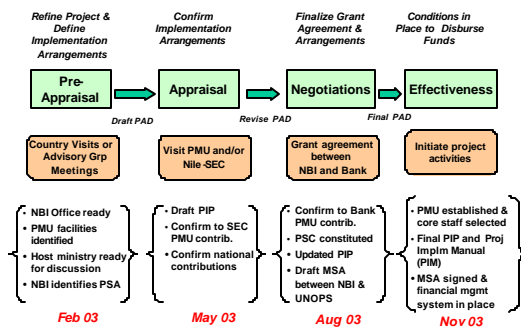 Refine Project &
Define
Implementation
Arrangements
Confirm
Implementation
Arrangements
Finalize Grant
Agreement &
Arrangements
Conditions in
Place to Disburse
Funds
Pre-
Appraisal
Appraisal
Negotiations
Effectiveness
Draft PAD
Revise PAD
Final PAD
Country Visits or
Advisory Grp
Meetings
Visit PMU and/or
Nile-SEC
Grant agreement
between
NBI and Bank
Initiate project
activities
• NBI Office ready
• PMU facilities
identified
• Host ministry ready
for discussion
• NBI identifies PSA
• Draft PIP
• Confirm to SEC
PMU contrib.
• Confirm national
contributions
• Confirm to Bank
PMU contrib.
• PSC constituted
• Updated PIP
• Draft MSA
between NBI &
UNOPS
• PMU established &
core staff selected
• Final PIP and Proj
Implm Manual
(PIM)
• MSA signed &
financial mgmt
system in place
Feb 03
May 03
Aug 03
Nov 03